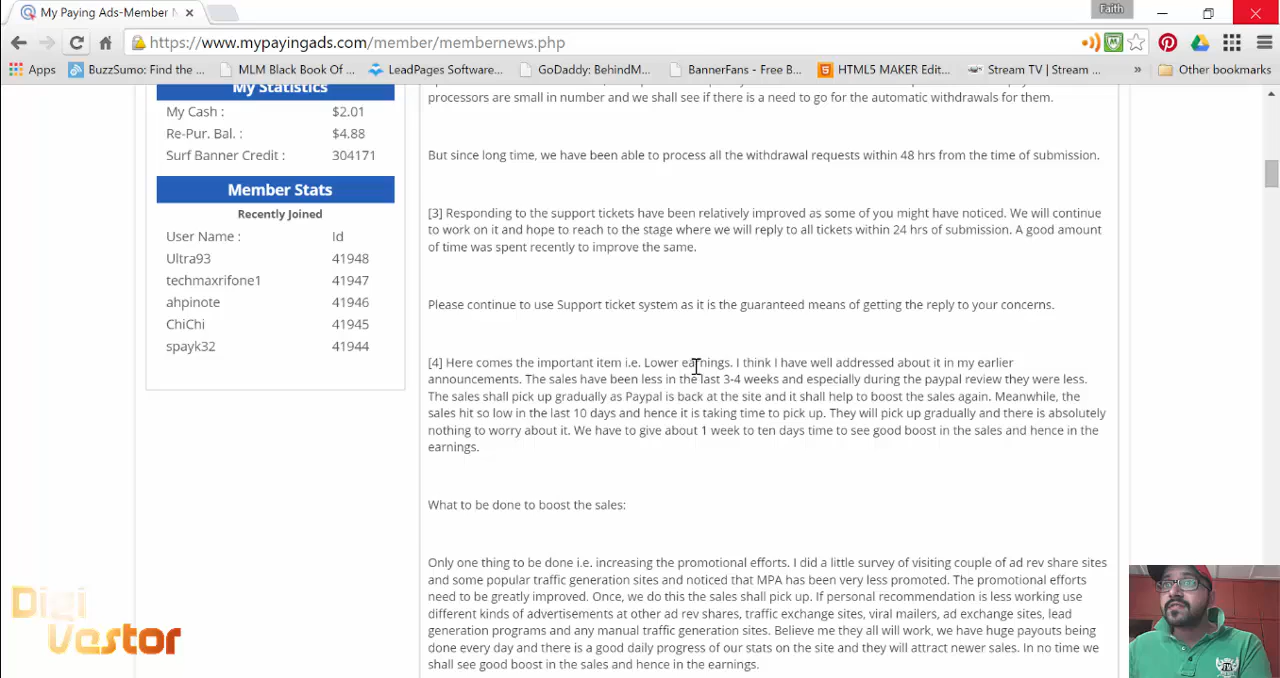 My Paying Ads-Member
Faith
https://www.mypayingads.com/member/membernews.php
Apps
BuzzSumo: Find the ...
MLM Black Book Of ...
LeadPages Software...
GoDaddy: BehindM...
BannerFans - Free B...
HTML5 MAKER Edit...
Stream TV | Stream ...
Other bookmarks
My Statistics
My Cash : $2.01
Re-Pur. Bal. : $4.88
Surf Banner Credit : 304171
Member Stats
Recently Joined
User Name : Id
Ultra93 41948
techmaxrifone1 41947
ahpinote 41946
ChiChi 41945
spayk32 41944
processors are small in number and we shall see if there is a need to go for the automatic withdrawals for them.
But since long time, we have been able to process all the withdrawal requests within 48 hrs from the time of submission.
[3] Responding to the support tickets have been relatively improved as some of you might have noticed. We will continue
to work on it and hope to reach to the stage where we will reply to all tickets within 24 hrs of submission. A good amount
of time was spent recently to improve the same.
Please continue to use Support ticket system as it is the guaranteed means of getting the reply to your concerns.
[4] Here comes the important item i.e. Lower earnings. I think I have well addressed about it in my earlier
announcements. The sales have been less in the last 3-4 weeks and especially during the paypal review they were less.
The sales shall pick up gradually as Paypal is back at the site and it shall help to boost the sales again. Meanwhile, the
sales hit so low in the last 10 days and hence it is taking time to pick up. They will pick up gradually and there is absolutely
nothing to worry about it. We have to give about 1 week to ten days time to see good boost in the sales and hence in the
earnings.
What to be done to boost the sales:
Only one thing to be done i.e. increasing the promotional efforts. I did a little survey of visiting couple of ad rev share sites
and some popular traffic generation sites and noticed that MPA has been very less promoted. The promotional efforts
need to be greatly improved. Once, we do this the sales shall pick up. If personal recommendation is less working use
different kinds of advertisements at other ad rev shares, traffic exchange sites, viral mailers, ad exchange sites, lead
generation programs and any manual traffic generation sites. Believe me they all will work, we have huge payouts being
done every day and there is a good daily progress of our stats on the site and they will attract newer sales. In no time we
shall see good boost in the sales and hence in the earnings.
Digi
Vestor